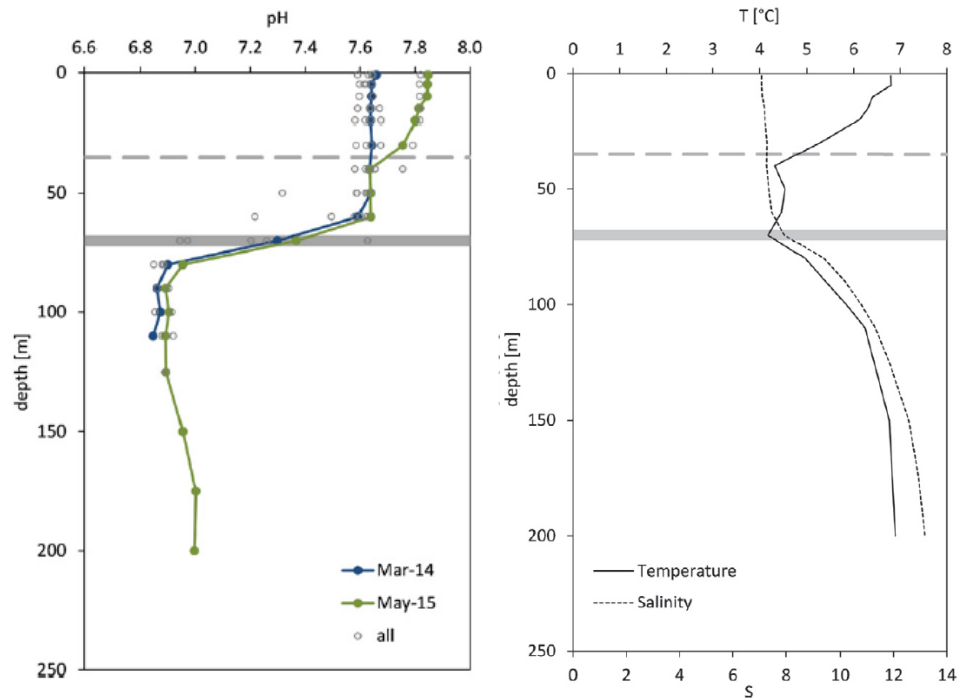 pH
6.6 6.8 7.0 7.2 7.4 7.6 7.8 8.0
0
50
100
150
200
250
depth [m]
Mar-14
May-15
all
T [°C]
0 1 2 3 4 5 6 7 8
0
50
100
150
200
250
depth [m]
Temperature
Salinity
0 2 4 6 8 10 12 14
S